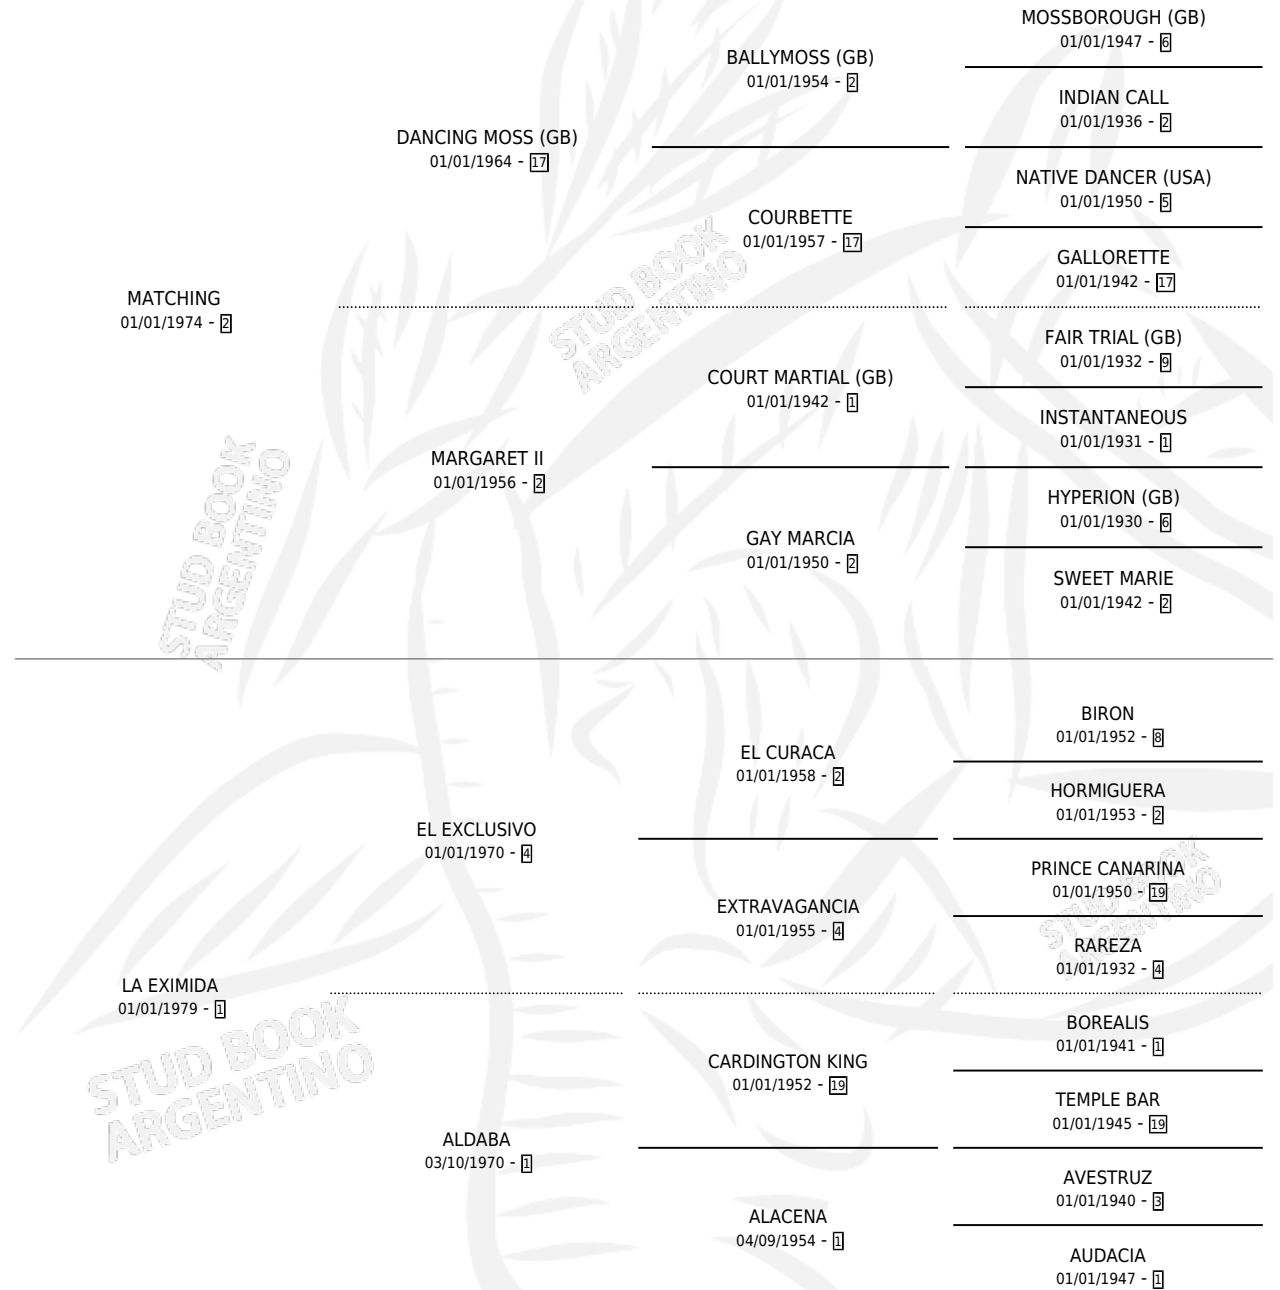 MOSSBOROUGH (GB)
01/01/1947 - 6
BALLYMOSS (GB)
01/01/1954 - 2
INDIAN CALL
01/01/1936 - 2
DANCING MOSS (GB)
01/01/1964 - 17
NATIVE DANCER (USA)
01/01/1950 - 5
COURBETTE
01/01/1957 - 17
GALLORETTE
01/01/1942 - 17
MATCHING
01/01/1974 - 2
FAIR TRIAL (GB)
01/01/1932 - 9
COURT MARTIAL (GB)
01/01/1942 - 1
INSTANTANEOUS
01/01/1931 - 1
MARGARET II
01/01/1956 - 2
HYPERION (GB)
01/01/1930 - 6
GAY MARCIA
01/01/1950 - 2
SWEET MARIE
01/01/1942 - 2
BIRON
01/01/1952 - 8
EL CURACA
01/01/1958 - 2
HORMIGUERA
01/01/1953 - 2
EL EXCLUSIVO
01/01/1970 - 4
PRINCE CANARINA
01/01/1950 - 19
EXTRAVAGANCIA
01/01/1955 - 4
RAREZA
01/01/1932 - 4
LA EXIMIDA
01/01/1979 - 1
BOREALIS
01/01/1941 - 1
CARDINGTON KING
01/01/1952 - 19
TEMPLE BAR
01/01/1945 - 19
ALDABA
03/10/1970 - 1
AVESTRUZ
01/01/1940 - 3
ALACENA
04/09/1954 - 1
AUDACIA
01/01/1947 - 1
STUD BOOK
ARGENTINO
STUD BOOK
ARGENTINO
STUD BOOK
ARGENTINO
STUD BOOK
ARGENTINO